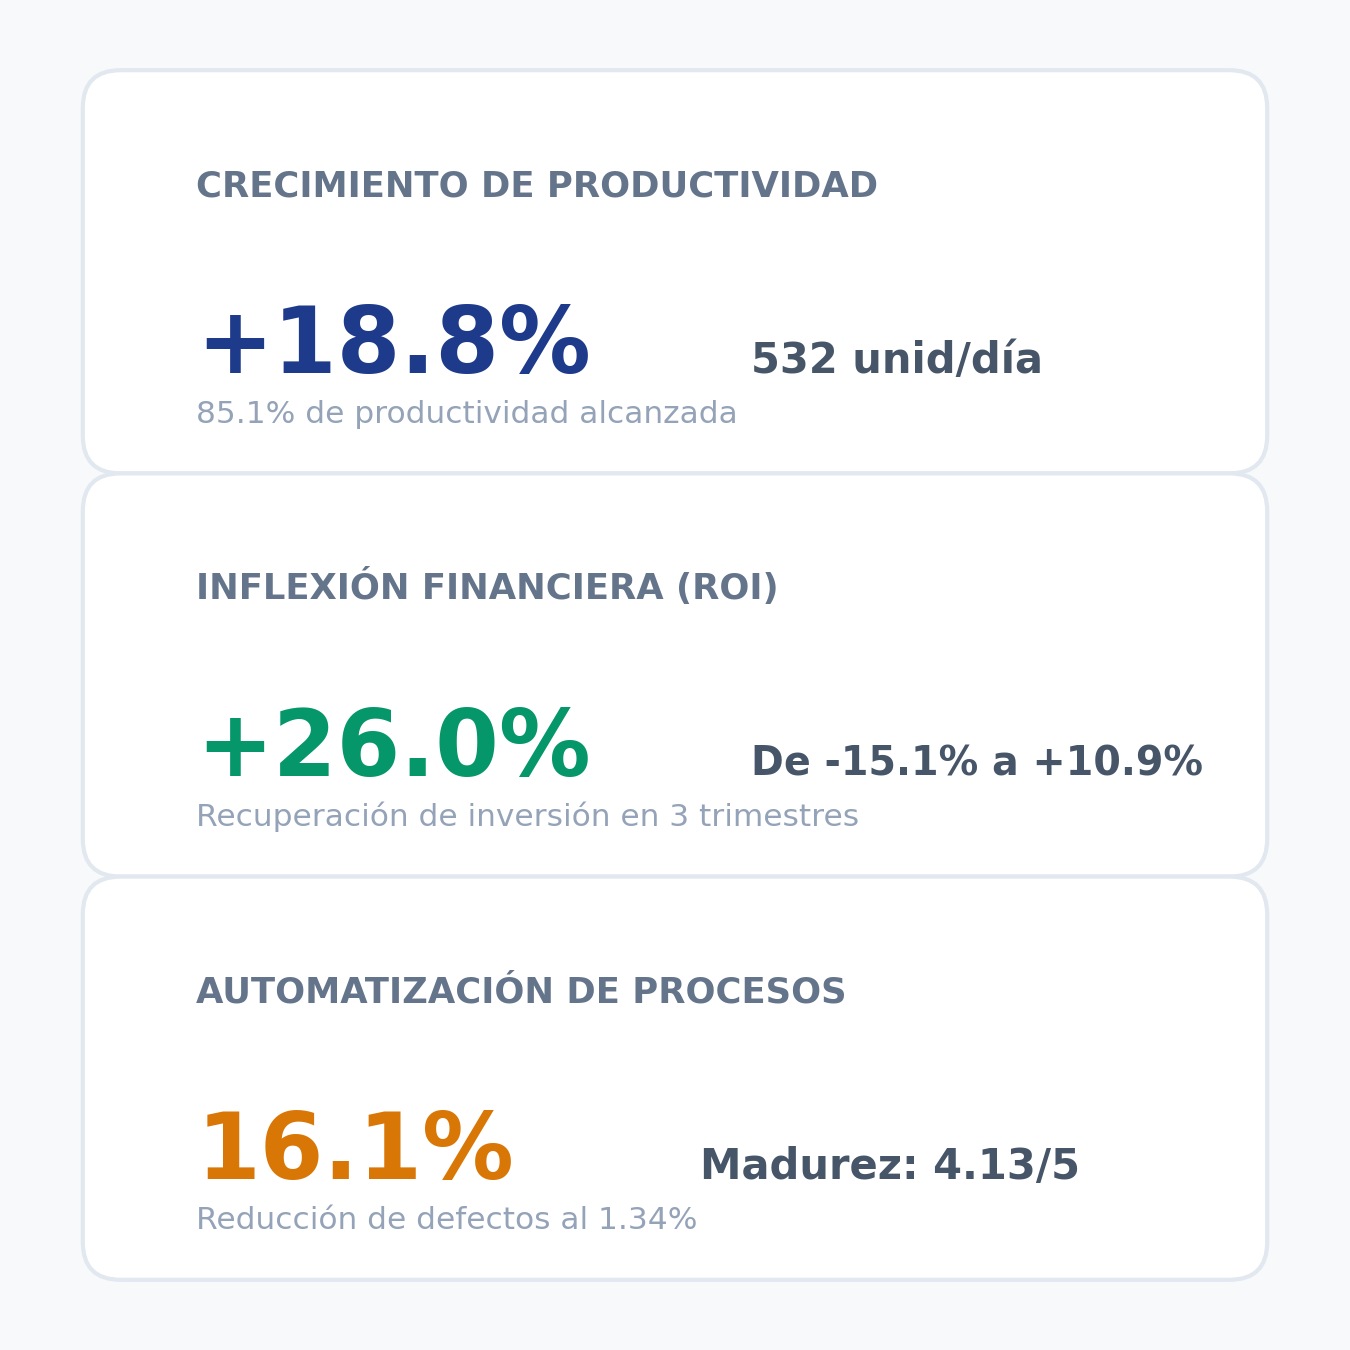 CRECIMIENTO DE PRODUCTIVIDAD
+18.8%
532 unid/día
85.1% de productividad alcanzada
INFLEXIÓN FINANCIERA (ROI)
+26.0%
De -15.1% a +10.9%
Recuperación de inversión en 3 trimestres
AUTOMATIZACIÓN DE PROCESOS
16.1%
Madurez: 4.13/5
Reducción de defectos al 1.34%